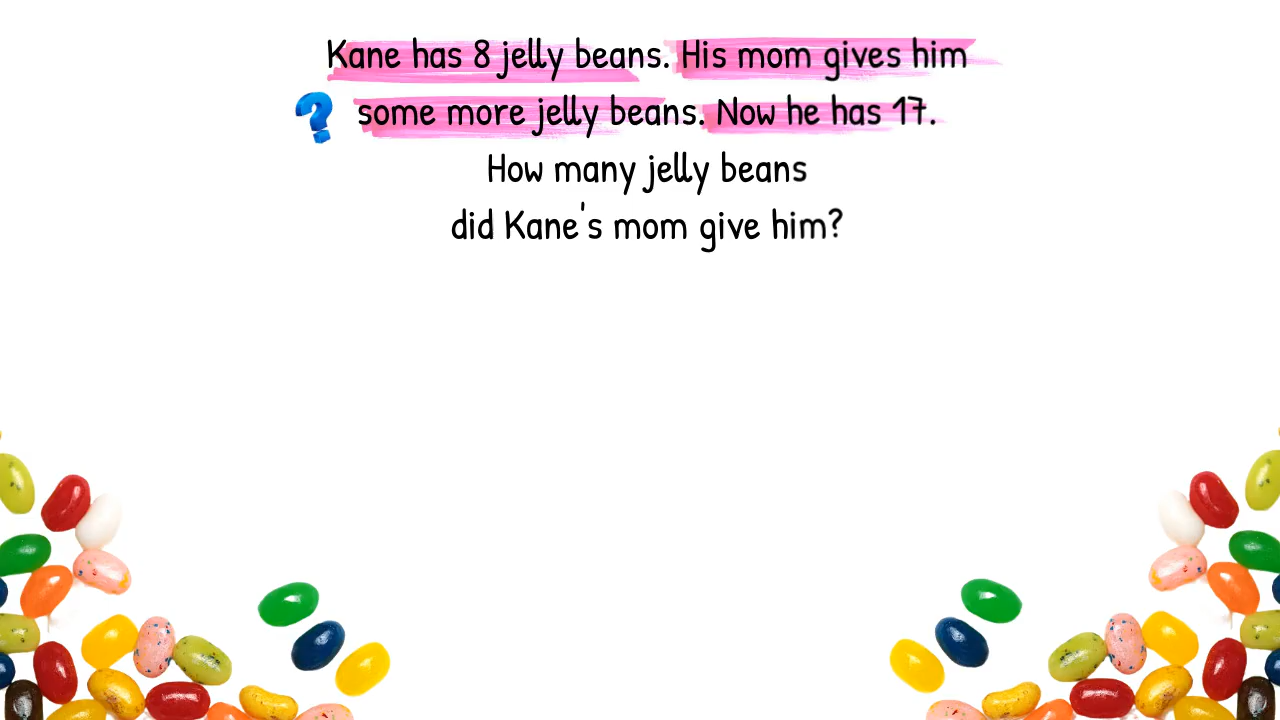 Kane has 8 jelly beans. His mom gives him
some more jelly beans. Now he has 17.
How many jelly beans
did Kane's mom give him?